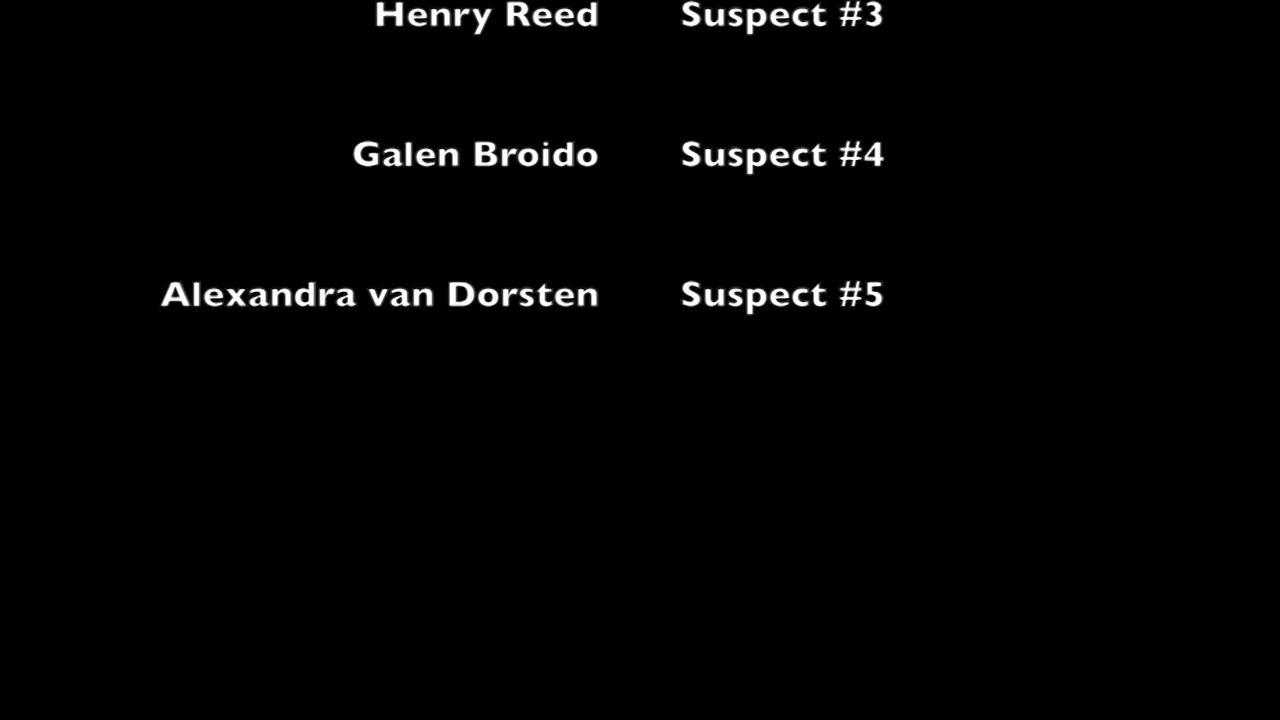 Henry Reed Suspect #3
Galen Broido Suspect #4
Alexandra van Dorsten Suspect #5